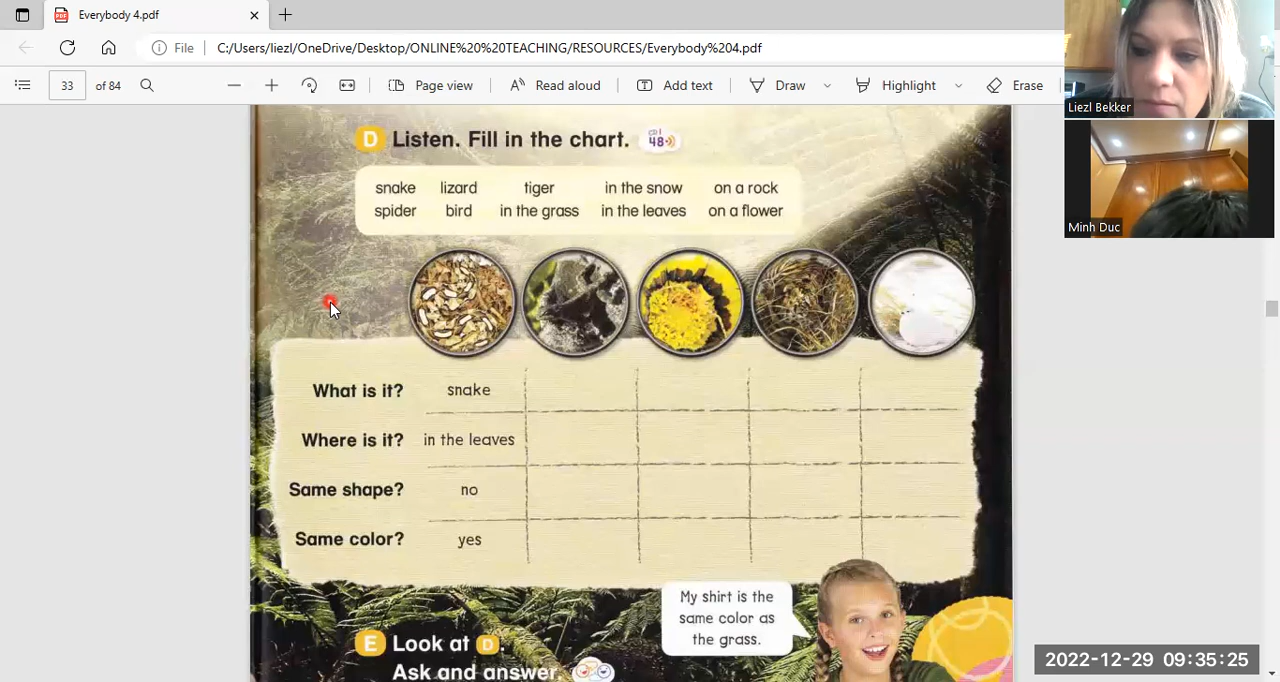 Everybody 4.pdf
File C:/Users/liezl/OneDrive/Desktop/ONLINE%20%20TEACHING/RESOURCES/Everybody%204.pdf
33 of 84 Page view Read aloud Add text Draw Highlight Erase
Liezl Bekker
Minh Duc
D Listen. Fill in the chart. CD1 48
snake lizard tiger in the snow on a rock
spider bird in the grass in the leaves on a flower
What is it? snake
Where is it? in the leaves
Same shape? no
Same color? yes
My shirt is the
same color as
the grass.
E Look at D.
Ask and answer.
2022-12-29 09:35:25